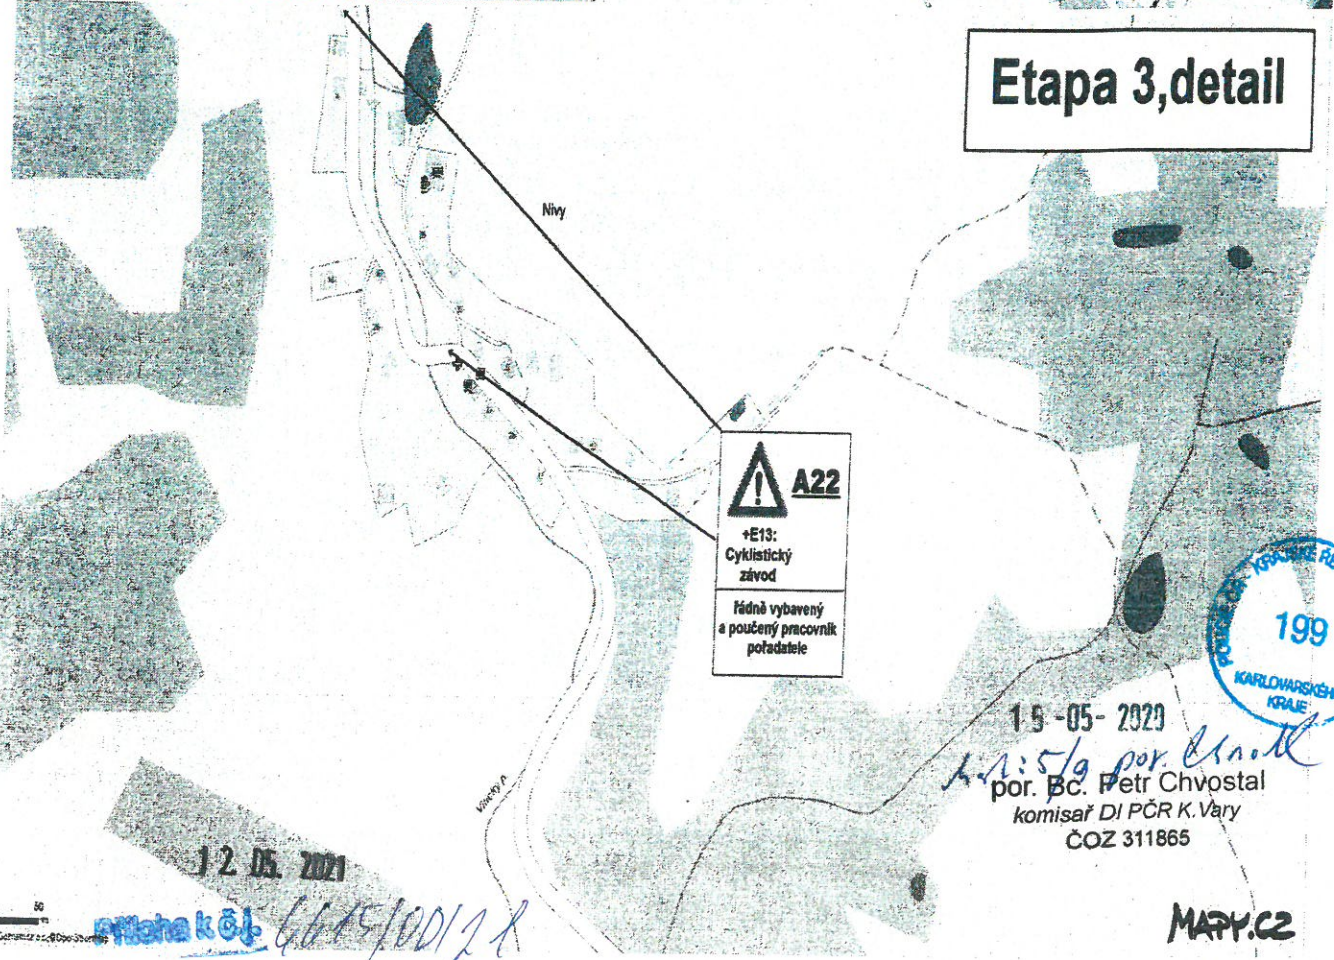 Etapa 3,detail
Nivy
A22
+E13:
Cyklistický
závod
řádně vybavený
a poučený pracovník
pořadatele
199
KARLOVARSKÉHO
KRAJE
-05- 2020
por. Bc. Petr Chvostal
komisař DI PČR K.Vary
ČOZ 311865
12. 05. 2021
50
Příloha k č.j.
MAPY.CZ